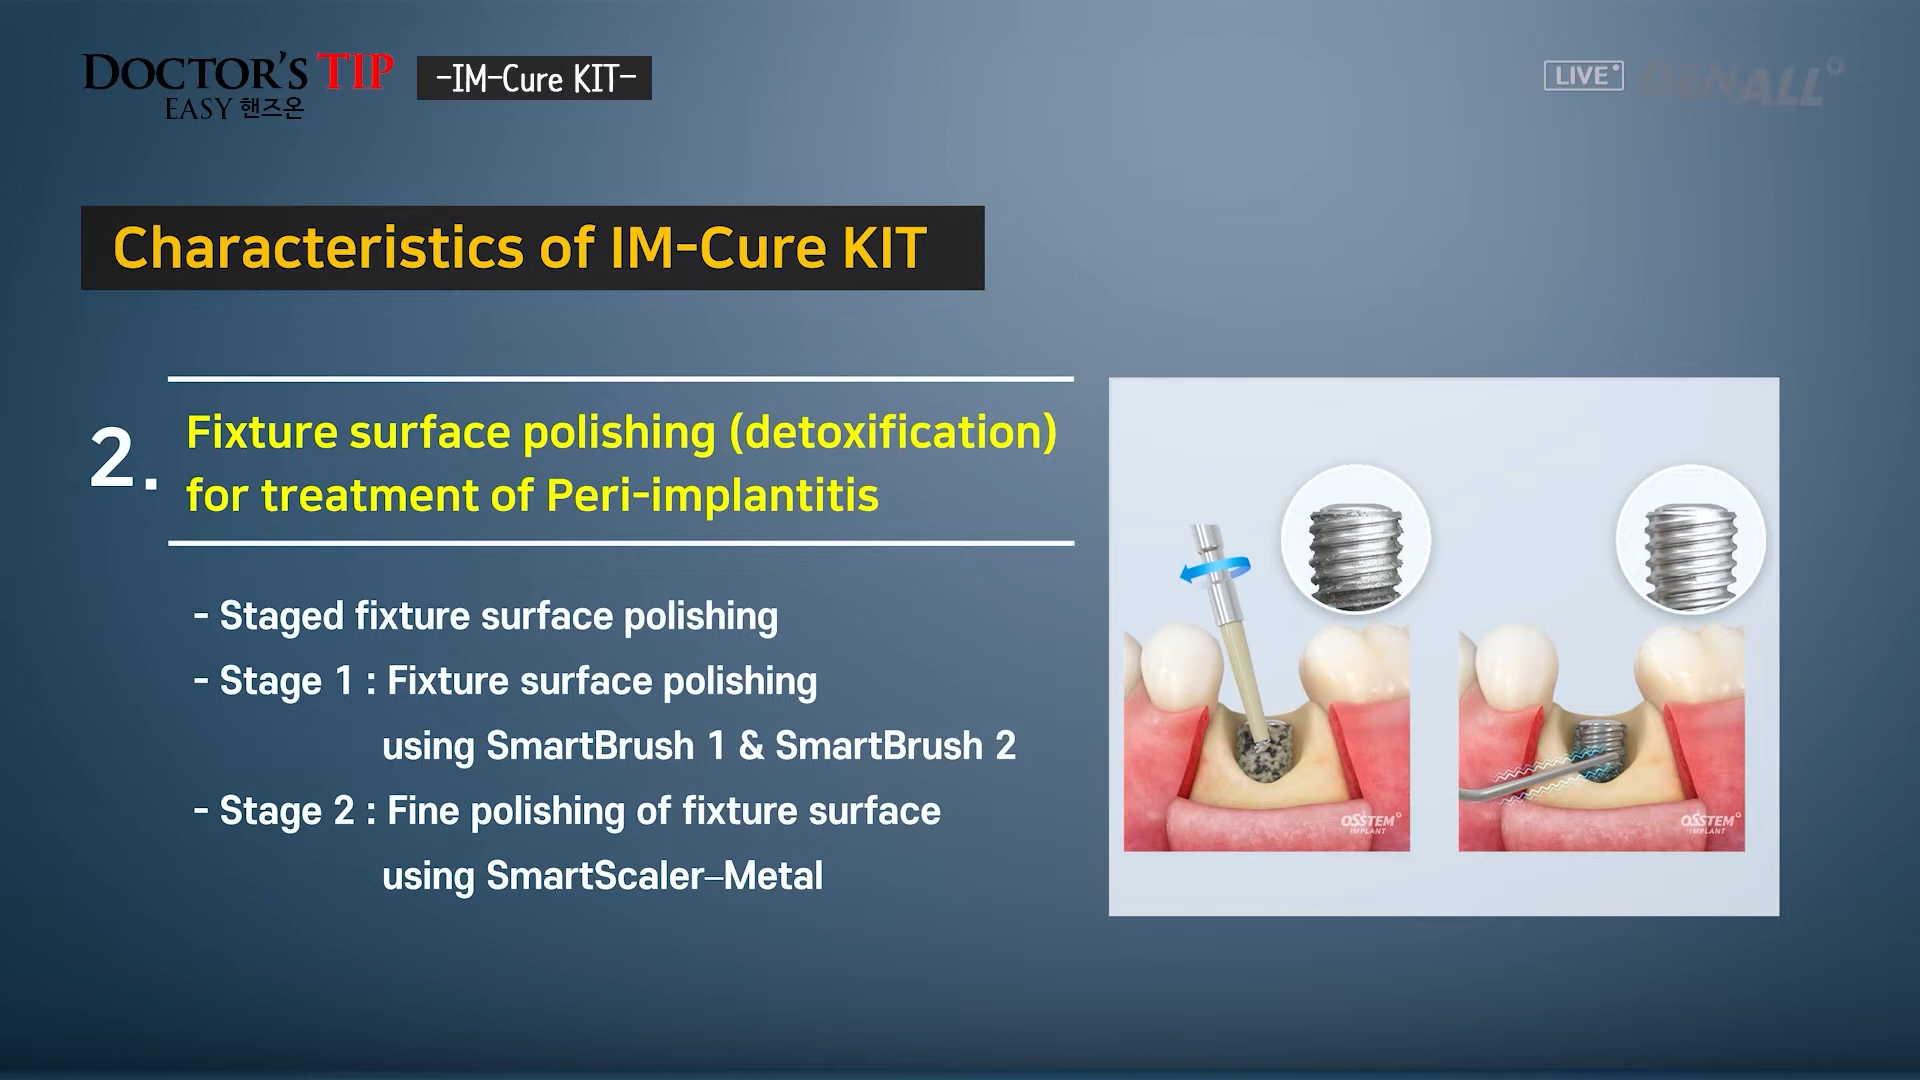 DOCTOR'S TIP
EASY 핸즈온
-IM-Cure KIT-
LIVE
DENALL
Characteristics of IM-Cure KIT
2. Fixture surface polishing (detoxification)
for treatment of Peri-implantitis
- Staged fixture surface polishing
- Stage 1 : Fixture surface polishing
using SmartBrush 1 & SmartBrush 2
- Stage 2 : Fine polishing of fixture surface
using SmartScaler–Metal
OSSTEM
IMPLANT
OSSTEM
IMPLANT